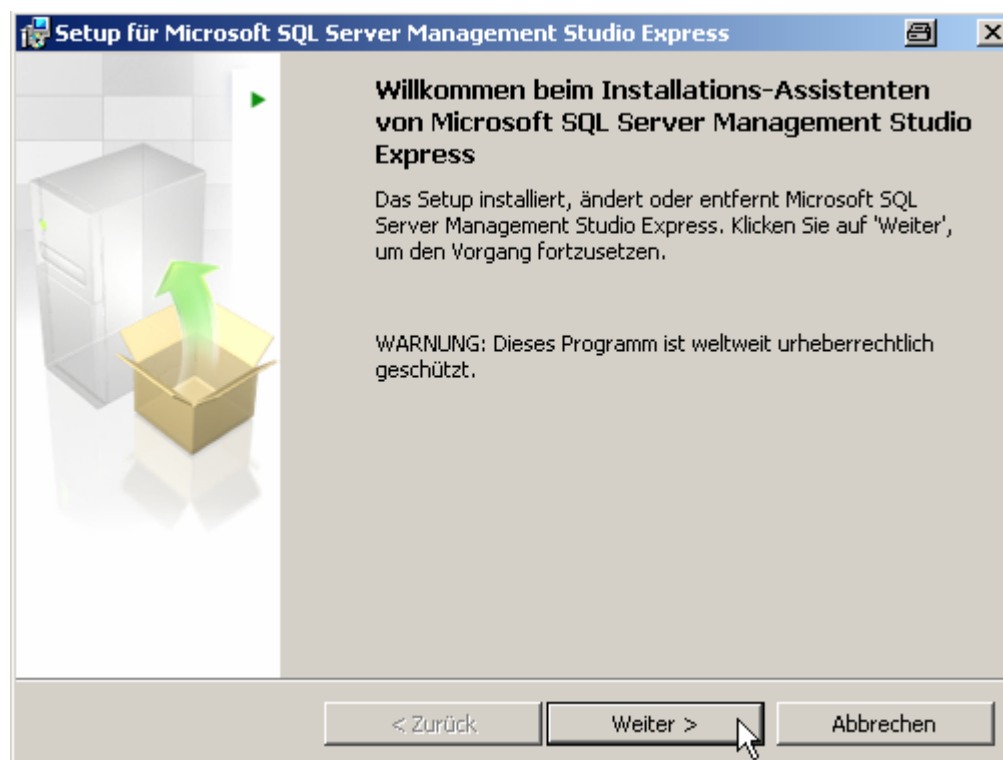 Setup für Microsoft SQL Server Management Studio Express
Willkommen beim Installations-Assistenten
von Microsoft SQL Server Management Studio
Express
Das Setup installiert, ändert oder entfernt Microsoft SQL
Server Management Studio Express. Klicken Sie auf 'Weiter',
um den Vorgang fortzusetzen.
WARNUNG: Dieses Programm ist weltweit urheberrechtlich
geschützt.
< Zurück
Weiter >
Abbrechen